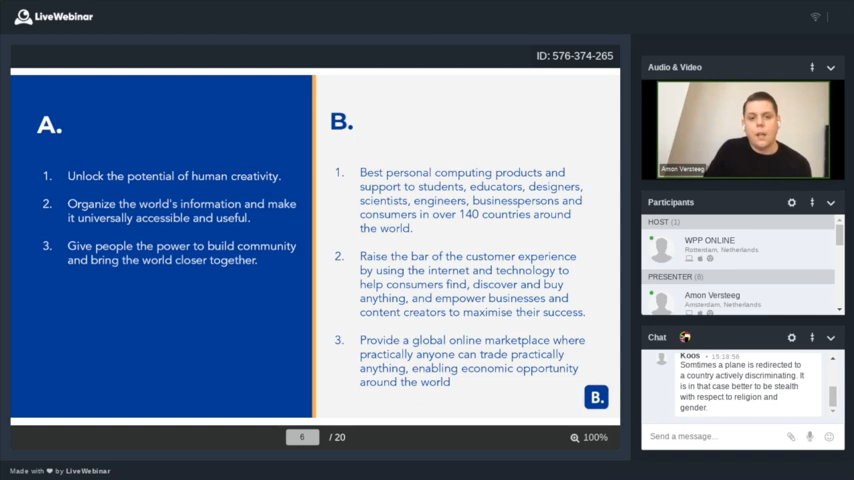 LiveWebinar
ID: 576-374-265
A.
1. Unlock the potential of human creativity.
2. Organize the world's information and make
it universally accessible and useful.
3. Give people the power to build community
and bring the world closer together.
B.
1. Best personal computing products and
support to students, educators, designers,
scientists, engineers, businesspersons and
consumers in over 140 countries around
the world.
2. Raise the bar of the customer experience
by using the internet and technology to
help consumers find, discover and buy
anything, and empower businesses and
content creators to maximise their success.
3. Provide a global online marketplace where
practically anyone can trade practically
anything, enabling economic opportunity
around the world
B.
6 / 20
100%
Audio & Video
Amon Versteeg
Participants
HOST (1)
WPP ONLINE
Rotterdam, Netherlands
PRESENTER (8)
Amon Versteeg
Amsterdam, Netherlands
Chat
Koos • 15:18:56
Somtimes a plane is redirected to
a country actively discriminating. It
is in that case better to be stealth
with respect to religion and
gender.
Send a message...
Made with ❤ by LiveWebinar